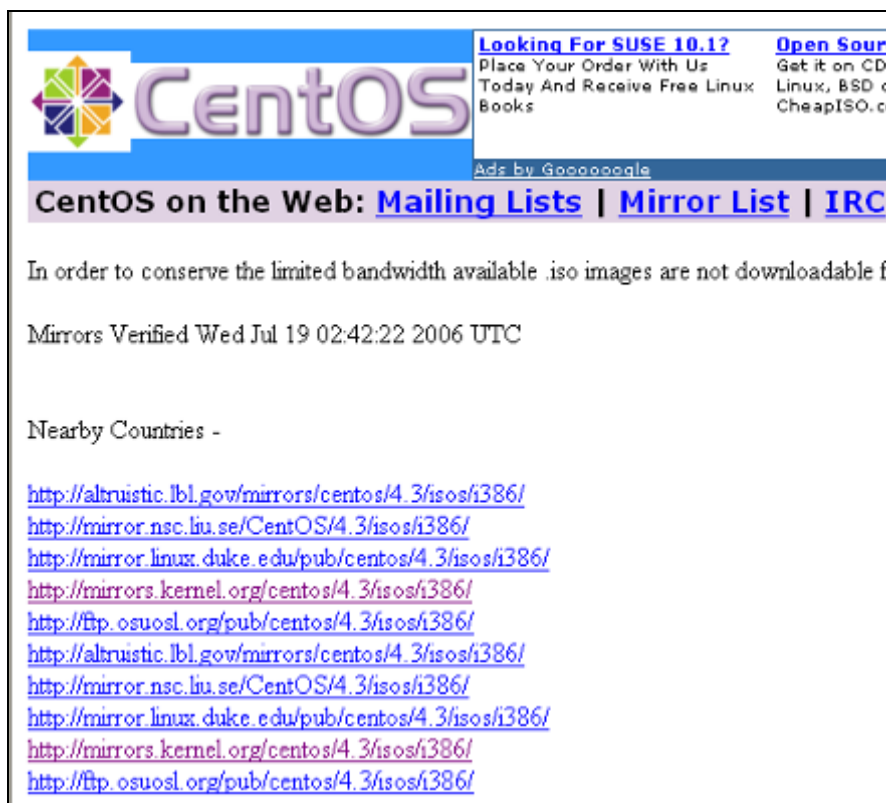 CentOS
Looking For SUSE 10.1?
Place Your Order With Us
Today And Receive Free Linux
Books
Open Sour
Get it on CD
Linux, BSD
CheapISO.c
Ads by Goooooogle
CentOS on the Web: Mailing Lists | Mirror List | IRC
In order to conserve the limited bandwidth available .iso images are not downloadable f
Mirrors Verified Wed Jul 19 02:42:22 2006 UTC
Nearby Countries -
http://altruistic.lbl.gov/mirrors/centos/4.3/isos/i386/
http://mirror.nsc.liu.se/CentOS/4.3/isos/i386/
http://mirror.linux.duke.edu/pub/centos/4.3/isos/i386/
http://mirrors.kernel.org/centos/4.3/isos/i386/
http://ftp.osuosl.org/pub/centos/4.3/isos/i386/
http://altruistic.lbl.gov/mirrors/centos/4.3/isos/i386/
http://mirror.nsc.liu.se/CentOS/4.3/isos/i386/
http://mirror.linux.duke.edu/pub/centos/4.3/isos/i386/
http://mirrors.kernel.org/centos/4.3/isos/i386/
http://ftp.osuosl.org/pub/centos/4.3/isos/i386/